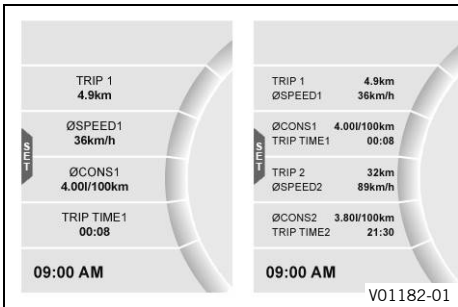 TRIP 1
4.9km
ØSPEED1
36km/h
SET
ØCONS1
4.00l/100km
TRIP TIME1
00:08
09:00 AM
TRIP 1 4.9km
ØSPEED1 36km/h
ØCONS1 4.00l/100km
TRIP TIME1 00:08
SET
TRIP 2 32km
ØSPEED2 89km/h
ØCONS2 3.80l/100km
TRIP TIME2 21:30
09:00 AM
V01182-01